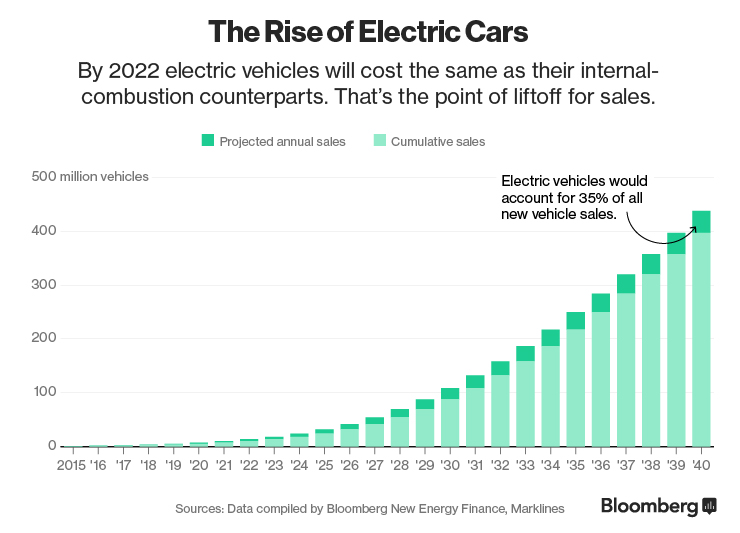 The Rise of Electric Cars
By 2022 electric vehicles will cost the same as their internal-
combustion counterparts. That's the point of liftoff for sales.
Projected annual sales Cumulative sales
500 million vehicles
Electric vehicles would
account for 35% of all
new vehicle sales.
400
300
200
100
0
2015 '16 '17 '18 '19 '20 '21 '22 '23 '24 '25 '26 '27 '28 '29 '30 '31 '32 '33 '34 '35 '36 '37 '38 '39 '40
Sources: Data compiled by Bloomberg New Energy Finance, Marklines
Bloomberg